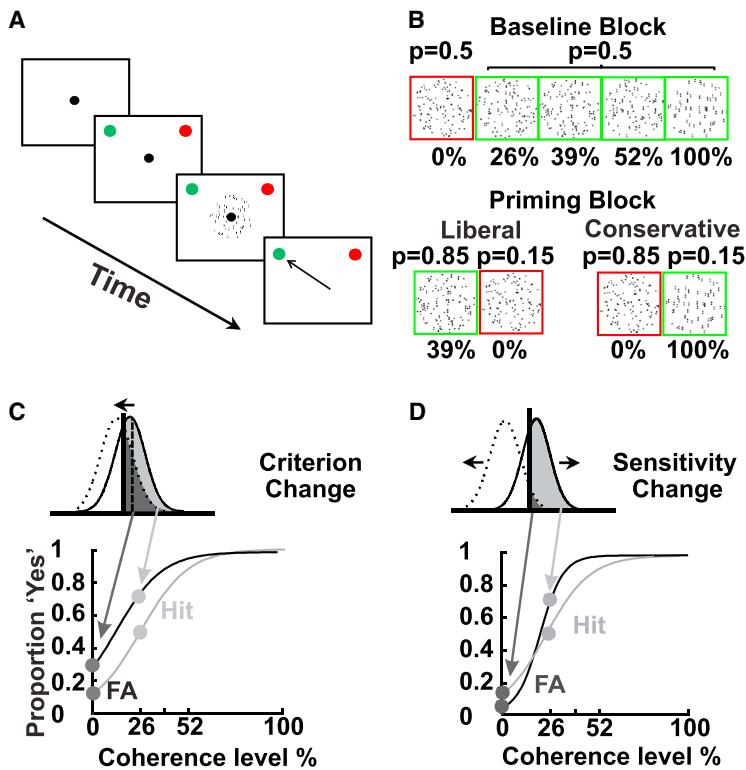 A
Time
B
Baseline Block
p=0.5 p=0.5
0% 26% 39% 52% 100%
Priming Block
Liberal Conservative
p=0.85 p=0.15 p=0.85 p=0.15
39% 0% 0% 100%
C
Criterion
Change
Proportion ‘Yes’
1
0.8
0.6
0.4
0.2
0
Hit
FA
0 26 52 100
Coherence level %
D
Sensitivity
Change
1
0.8
0.6
0.4
0.2
0
Hit
FA
0 26 52 100
Coherence level %